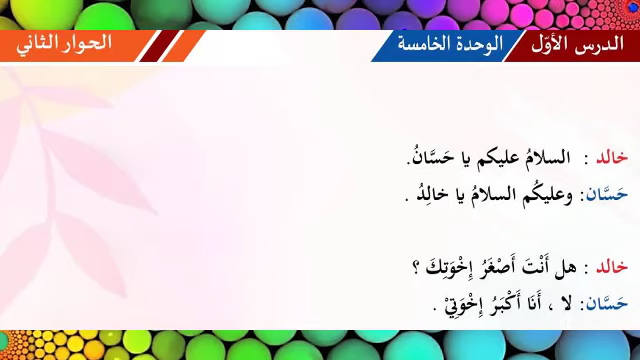 الدرس الأوّل
الوحدة الخامسة
الحوار الثاني
خالد : السلامُ عليكم يا حَسَّانُ.
حَسَّان: وعليكُم السلامُ يا خالِدُ .
خالد : هل أَنْتَ أَصْغَرُ إِخْوَتِكَ ؟
حَسَّان: لا ، أَنَا أَكْبَرُ إِخْوَتِيْ .